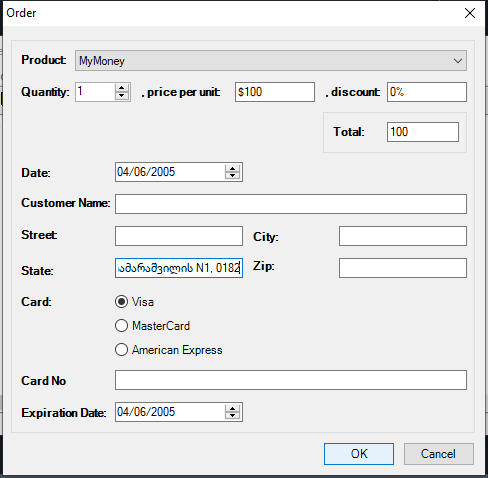 Order
Product: MyMoney
Quantity: 1 , price per unit: $100 , discount: 0%
Total: 100
Date: 04/06/2005
Customer Name:
Street: City:
State: ამარაშვილის N1, 0182 Zip:
Card: Visa
MasterCard
American Express
Card No
Expiration Date: 04/06/2005
OK Cancel